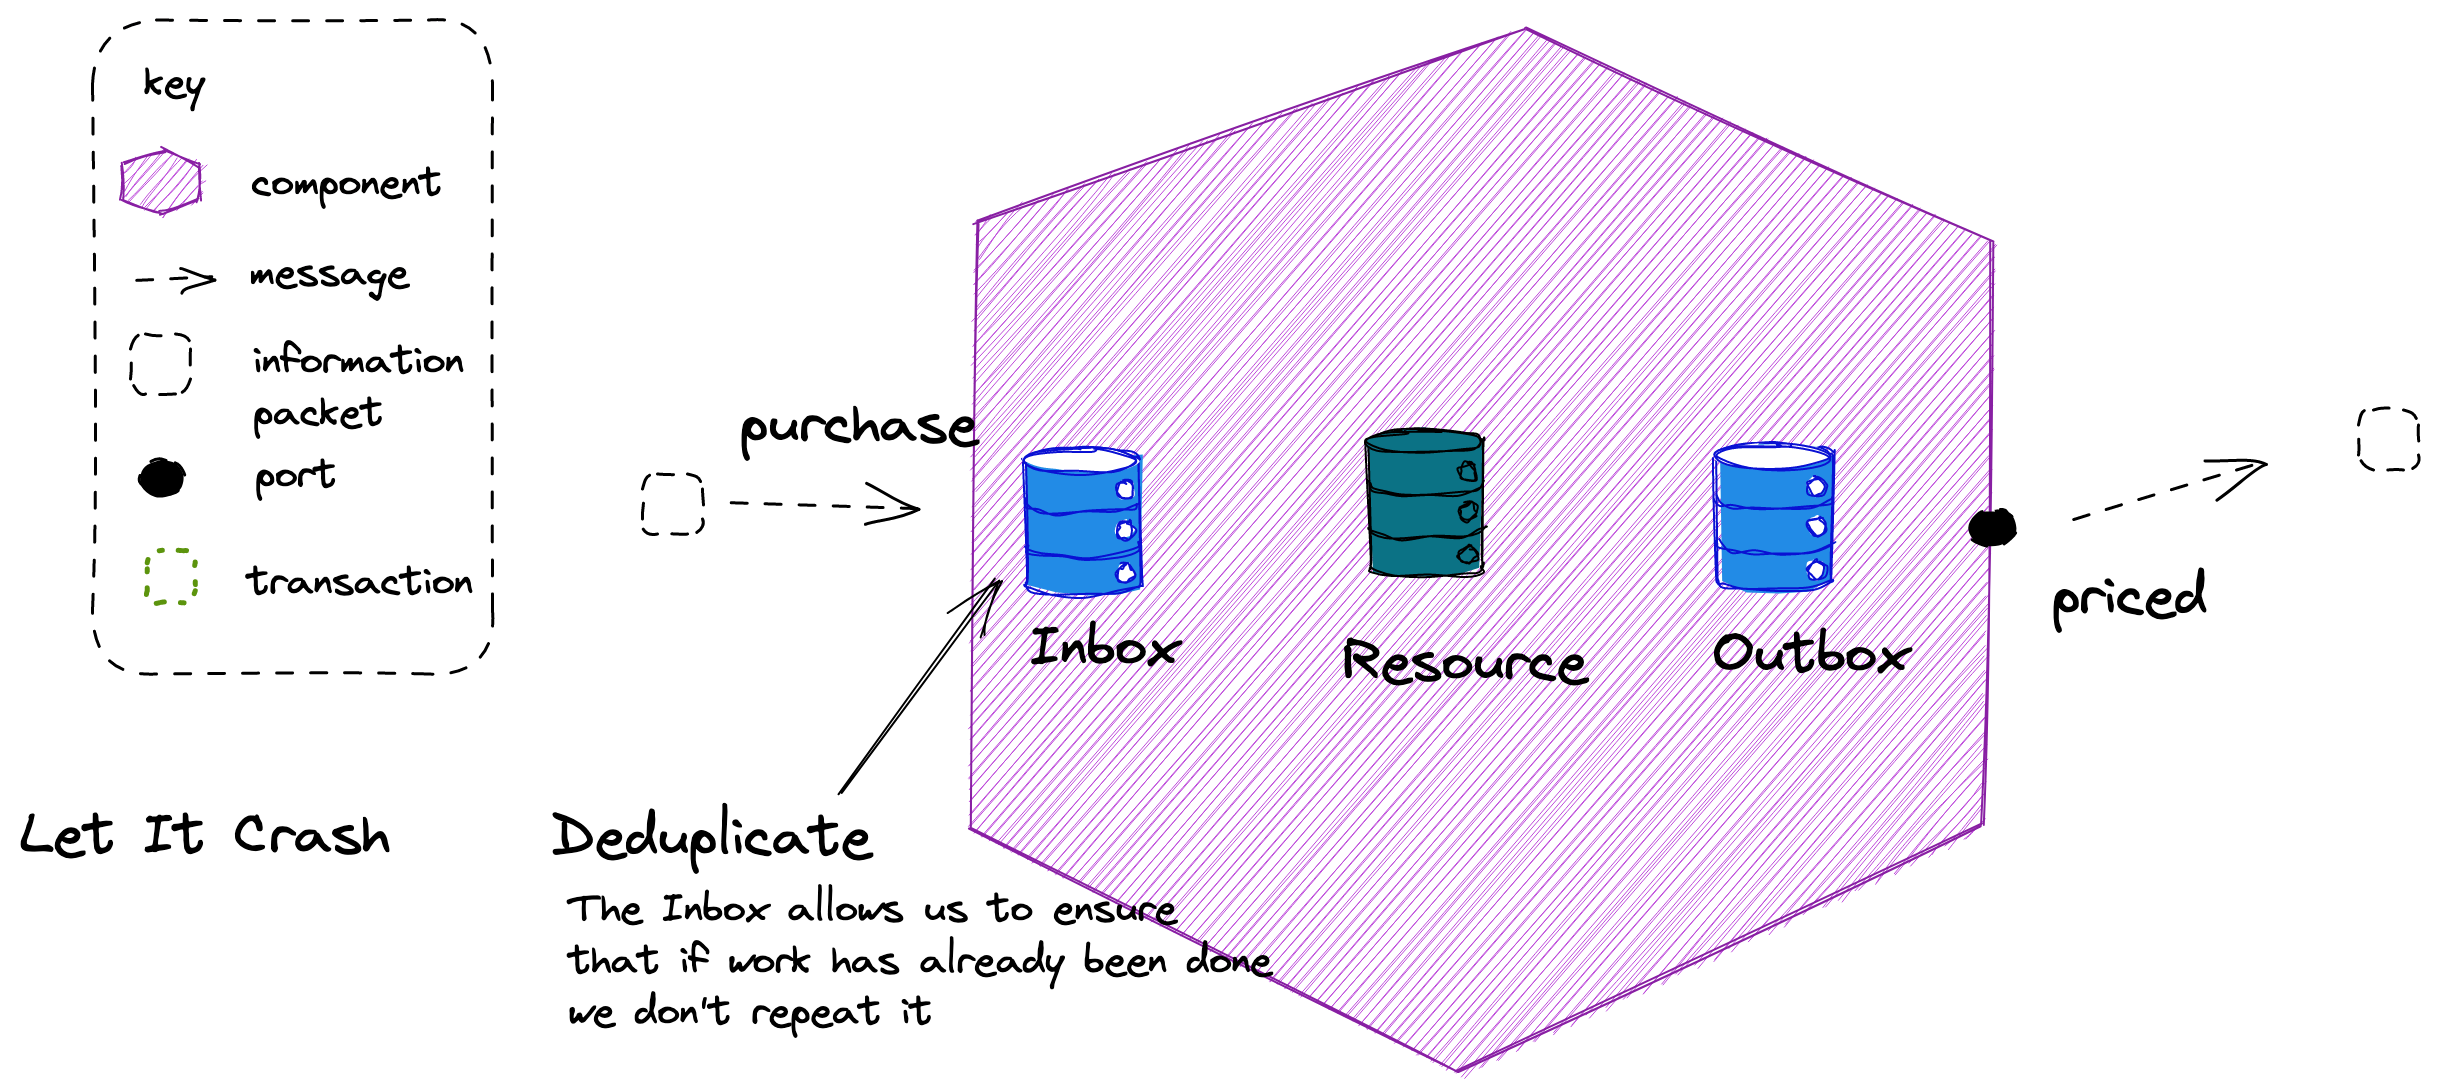 key
component
message
information
packet
port
transaction
purchase
Inbox
Resource
Outbox
priced
Let It Crash
Deduplicate
The Inbox allows us to ensure
that if work has already been done
we don't repeat it